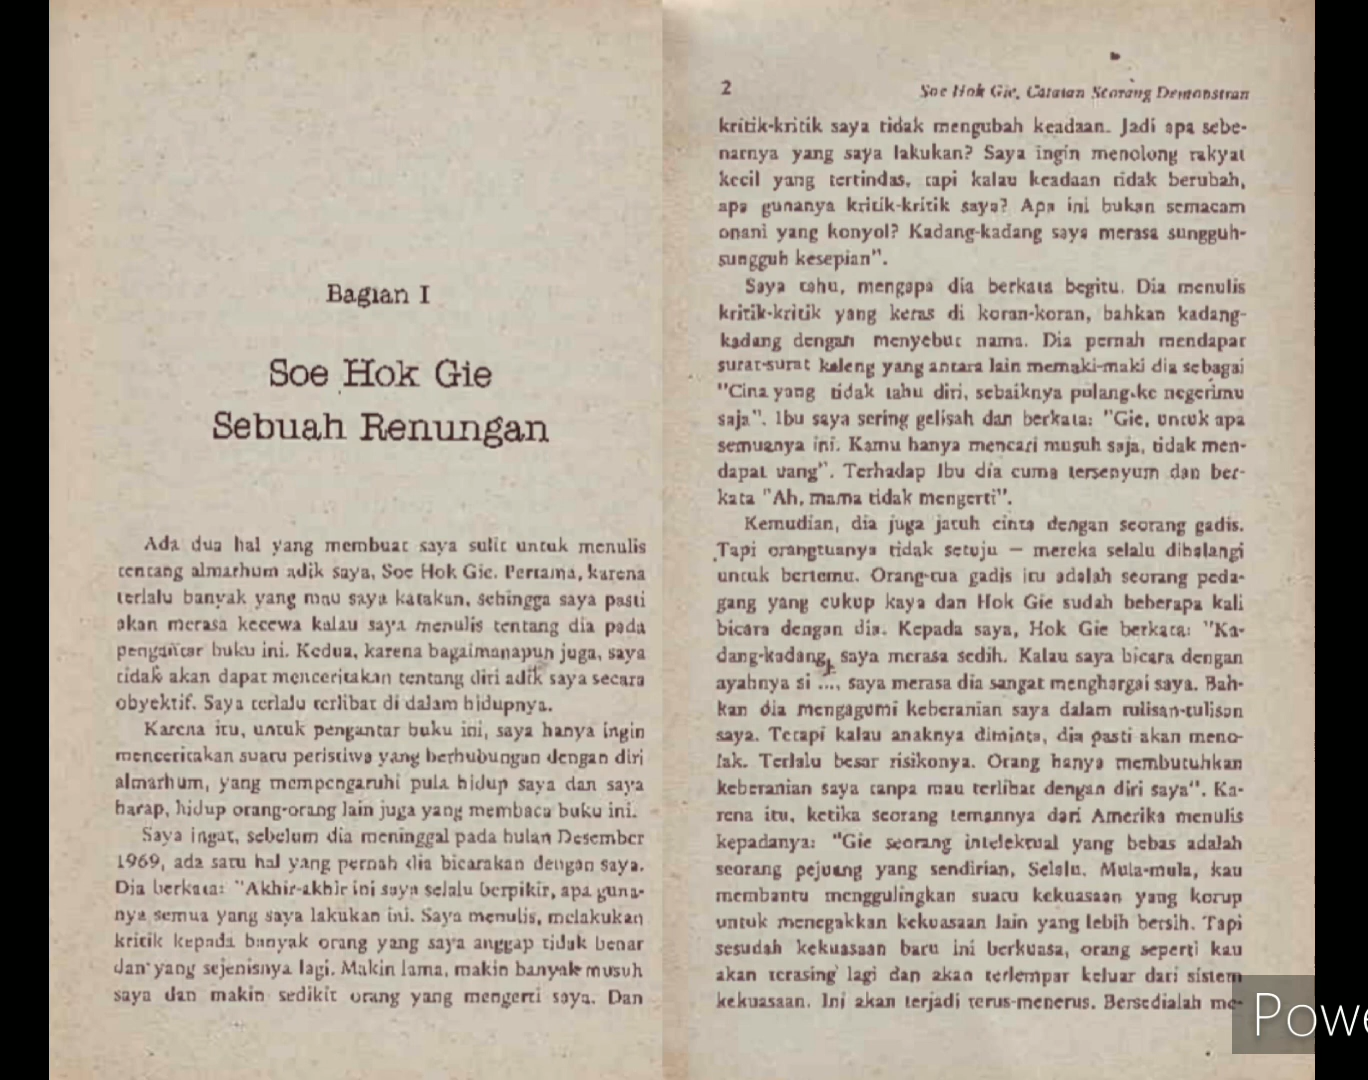 Bagian I
Soe Hok Gie
Sebuah Renungan
Ada dua hal yang membuat saya sulit untuk menulis
tentang almarhum adik saya, Soe Hok Gie. Pertama, karena
terlalu banyak yang mau saya katakan, sehingga saya pasti
akan merasa kecewa kalau saya menulis tentang dia pada
pengantar buku ini. Kedua, karena bagaimanapun juga, saya
tidak akan dapat menceritakan tentang diri adik saya secara
obyektif. Saya terlalu terlibat di dalam hidupnya.
Karena itu, untuk pengantar buku ini, saya hanya ingin
menceritakan suatu peristiwa yang berhubungan dengan diri
almarhum, yang mempengaruhi pula hidup saya dan saya
harap, hidup orang-orang lain juga yang membaca buku ini.
Saya ingat, sebelum dia meninggal pada bulan Desember
1969, ada satu hal yang pernah dia bicarakan dengan saya.
Dia berkata: "Akhir-akhir ini saya selalu berpikir, apa guna-
nya semua yang saya lakukan ini. Saya menulis, melakukan
kritik kepada banyak orang yang saya anggap tidak benar
dan yang sejenisnya lagi. Makin lama, makin banyak musuh
saya dan makin sedikit orang yang mengerti saya. Dan
2
Soe Hok Gie, Catatan Seorang Demonstran
kritik-kritik saya tidak mengubah keadaan. Jadi apa sebe-
narnya yang saya lakukan? Saya ingin menolong rakyat
kecil yang tertindas, tapi kalau keadaan tidak berubah,
apa gunanya kritik-kritik saya? Apa ini bukan semacam
onani yang konyol? Kadang-kadang saya merasa sungguh-
sungguh kesepian".
Saya tahu, mengapa dia berkata begitu. Dia menulis
kritik-kritik yang keras di koran-koran, bahkan kadang-
kadang dengan menyebut nama. Dia pernah mendapat
surat-surat kaleng yang antara lain memaki-maki dia sebagai
"Cina yang tidak tahu diri, sebaiknya pulang ke negerimu
saja". Ibu saya sering gelisah dan berkata: "Gie, untuk apa
semuanya ini. Kamu hanya mencari musuh saja, tidak men-
dapat uang". Terhadap Ibu dia cuma tersenyum dan ber-
kata "Ah, mama tidak mengerti".
Kemudian, dia juga jatuh cinta dengan seorang gadis.
Tapi orangtuanya tidak setuju — mereka selalu dihalangi
untuk bertemu. Orang-tua gadis itu adalah seorang peda-
gang yang cukup kaya dan Hok Gie sudah beberapa kali
bicara dengan dia. Kepada saya, Hok Gie berkata: "Ka-
dang-kadang, saya merasa sedih. Kalau saya bicara dengan
ayahnya si ...., saya merasa dia sangat menghargai saya. Bah-
kan dia mengagumi keberanian saya dalam tulisan-tulisan
saya. Tetapi kalau anaknya diminta, dia pasti akan meno-
lak. Terlalu besar risikonya. Orang hanya membutuhkan
keberanian saya tanpa mau terlibat dengan diri saya". Ka-
rena itu, ketika seorang temannya dari Amerika menulis
kepadanya: "Gie seorang intelektual yang bebas adalah
seorang pejuang yang sendirian, Selalu. Mula-mula, kau
membantu menggulingkan suatu kekuasaan yang korup
untuk menegakkan kekuasaan lain yang lebih bersih. Tapi
sesudah kekuasaan baru ini berkuasa, orang seperti kau
akan terasing lagi dan akan terlempar keluar dari sistem
kekuasaan. Ini akan terjadi terus-menerus. Bersedialah me-